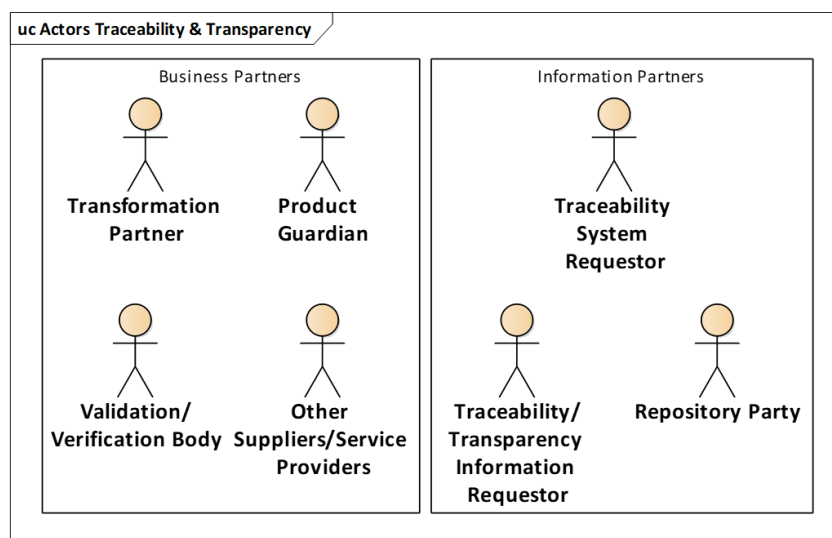 uc Actors Traceability & Transparency
Business Partners
Transformation
Partner
Product
Guardian
Validation/
Verification Body
Other
Suppliers/Service
Providers
Information Partners
Traceability
System
Requestor
Traceability/
Transparency
Information
Requestor
Repository Party